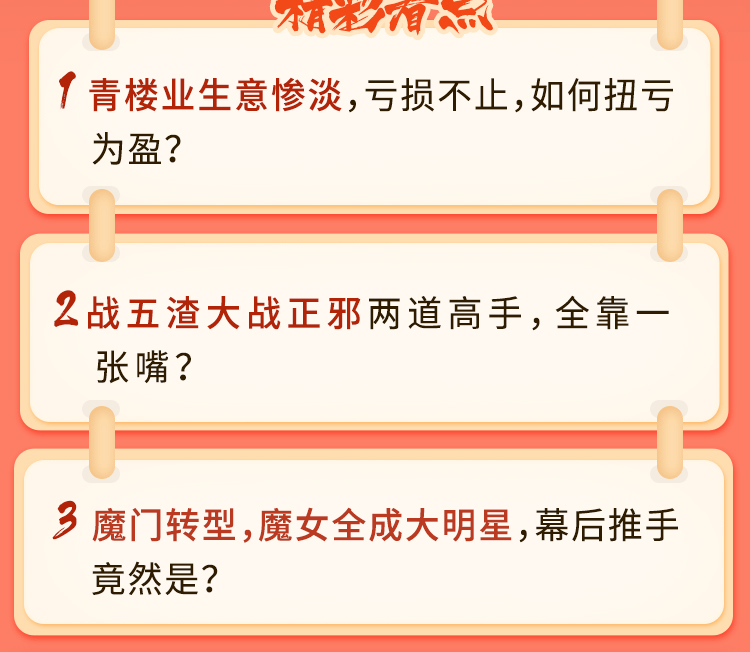 精彩看点
1 青楼业生意惨淡，亏损不止，如何扭亏
为盈？
2 战五渣大战正邪两道高手，全靠一
张嘴？
3 魔门转型，魔女全成大明星，幕后推手
竟然是？